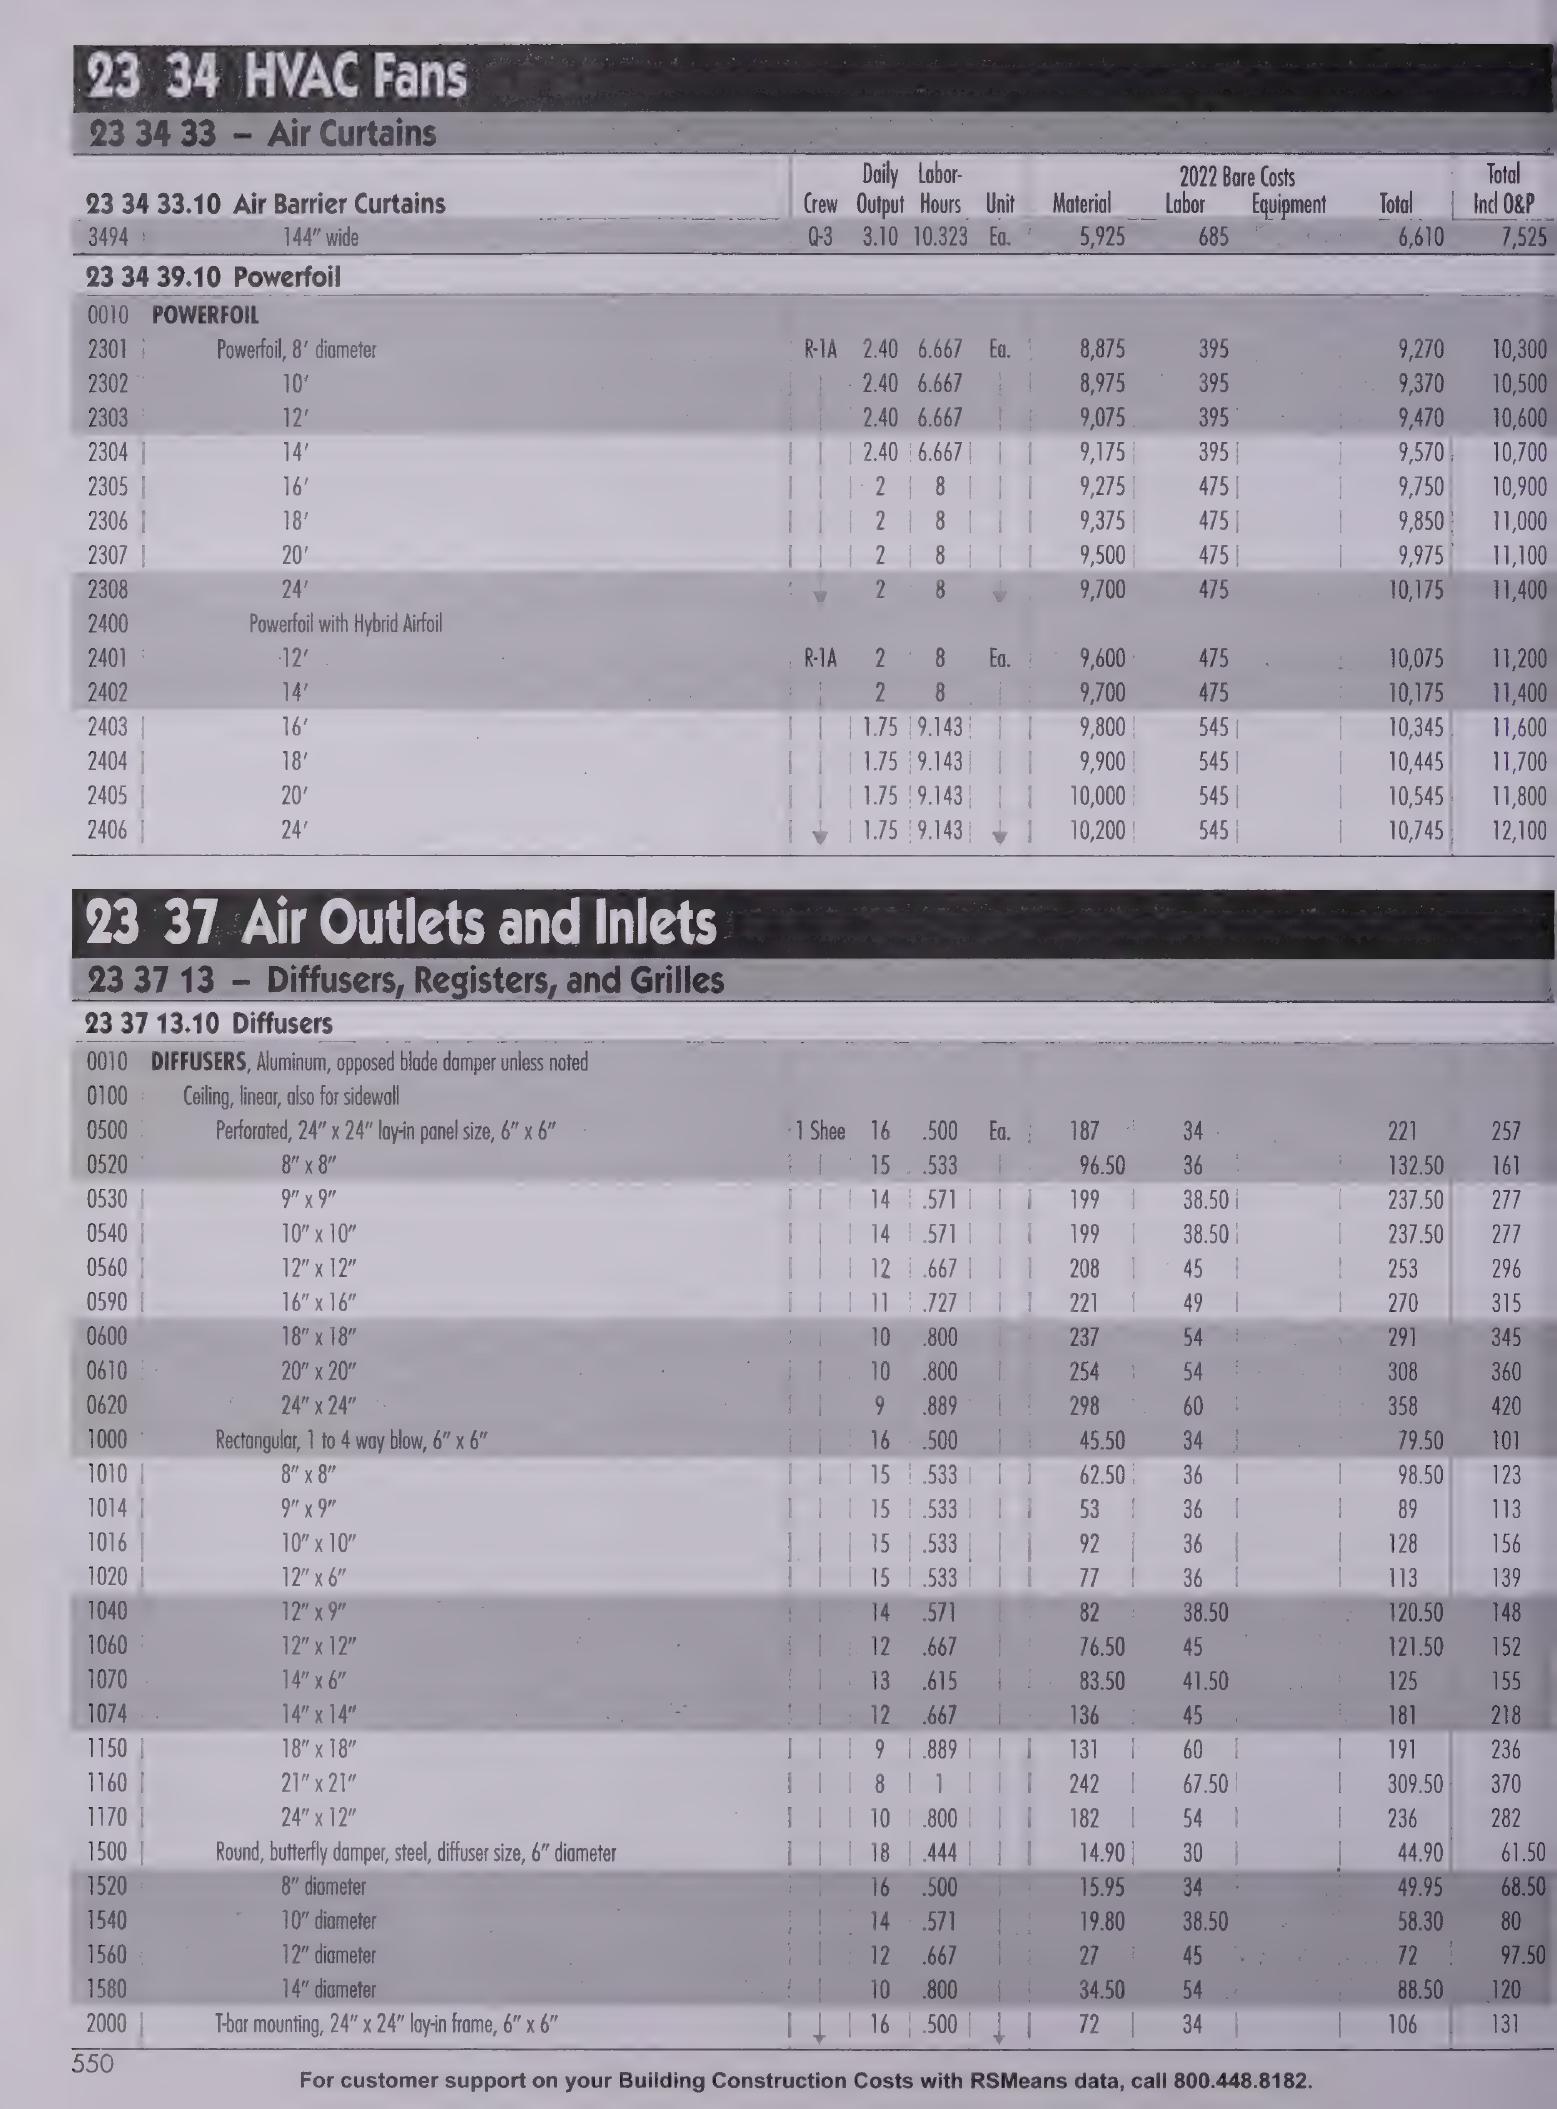 23 34 HVAC Fans
23 34 33 – Air Curtains
Daily Labor- 2022 Bare Costs Total
23 34 33.10 Air Barrier Curtains Crew Output Hours Unit Material Labor Equipment Total Incl O&P
3494 144" wide Q-3 3.10 10.323 Ea. 5,925 685 6,610 7,525
23 34 39.10 Powerfoil
0010 POWERFOIL
2301 Powerfoil, 8' diameter R-1A 2.40 6.667 Ea. 8,875 395 9,270 10,300
2302 10' 2.40 6.667 8,975 395 9,370 10,500
2303 12' 2.40 6.667 9,075 395 9,470 10,600
2304 14' 2.40 6.667 9,175 395 9,570 10,700
2305 16' 2 8 9,275 475 9,750 10,900
2306 18' 2 8 9,375 475 9,850 11,000
2307 20' 2 8 9,500 475 9,975 11,100
2308 24' 2 8 9,700 475 10,175 11,400
2400 Powerfoil with Hybrid Airfoil
2401 12' R-1A 2 8 Ea. 9,600 475 10,075 11,200
2402 14' 2 8 9,700 475 10,175 11,400
2403 16' 1.75 9.143 9,800 545 10,345 11,600
2404 18' 1.75 9.143 9,900 545 10,445 11,700
2405 20' 1.75 9.143 10,000 545 10,545 11,800
2406 24' 1.75 9.143 10,200 545 10,745 12,100
23 37 Air Outlets and Inlets
23 37 13 – Diffusers, Registers, and Grilles
23 37 13.10 Diffusers
0010 DIFFUSERS, Aluminum, opposed blade damper unless noted
0100 Ceiling, linear, also for sidewall
0500 Perforated, 24" x 24" lay-in panel size, 6" x 6" 1 Shee 16 .500 Ea. 187 34 221 257
0520 8" x 8" 15 .533 96.50 36 132.50 161
0530 9" x 9" 14 .571 199 38.50 237.50 277
0540 10" x 10" 14 .571 199 38.50 237.50 277
0560 12" x 12" 12 .667 208 45 253 296
0590 16" x 16" 11 .727 221 49 270 315
0600 18" x 18" 10 .800 237 54 291 345
0610 20" x 20" 10 .800 254 54 308 360
0620 24" x 24" 9 .889 298 60 358 420
1000 Rectangular, 1 to 4 way blow, 6" x 6" 16 .500 45.50 34 79.50 101
1010 8" x 8" 15 .533 62.50 36 98.50 123
1014 9" x 9" 15 .533 53 36 89 113
1016 10" x 10" 15 .533 92 36 128 156
1020 12" x 6" 15 .533 77 36 113 139
1040 12" x 9" 14 .571 82 38.50 120.50 148
1060 12" x 12" 12 .667 76.50 45 121.50 152
1070 14" x 6" 13 .615 83.50 41.50 125 155
1074 14" x 14" 12 .667 136 45 181 218
1150 18" x 18" 9 .889 131 60 191 236
1160 21" x 21" 8 1 242 67.50 309.50 370
1170 24" x 12" 10 .800 182 54 236 282
1500 Round, butterfly damper, steel, diffuser size, 6" diameter 18 .444 14.90 30 44.90 61.50
1520 8" diameter 16 .500 15.95 34 49.95 68.50
1540 10" diameter 14 .571 19.80 38.50 58.30 80
1560 12" diameter 12 .667 27 45 72 97.50
1580 14" diameter 10 .800 34.50 54 88.50 120
2000 T-bar mounting, 24" x 24" lay-in frame, 6" x 6" 16 .500 72 34 106 131
550
For customer support on your Building Construction Costs with RSMeans data, call 800.448.8182.